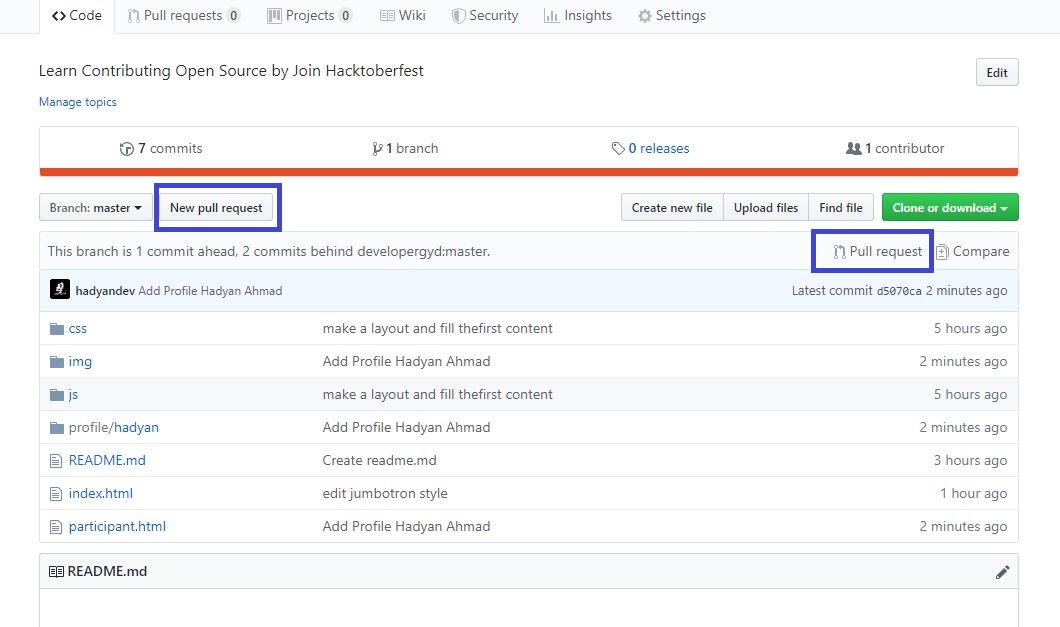 Code Pull requests 0 Projects 0 Wiki Security Insights Settings
Learn Contributing Open Source by Join Hacktoberfest Edit
Manage topics
7 commits 1 branch 0 releases 1 contributor
Branch: master New pull request Create new file Upload files Find file Clone or download
This branch is 1 commit ahead, 2 commits behind developergyd:master. Pull request Compare
hadyandev Add Profile Hadyan Ahmad Latest commit d5070ca 2 minutes ago
css make a layout and fill thefirst content 5 hours ago
img Add Profile Hadyan Ahmad 2 minutes ago
js make a layout and fill thefirst content 5 hours ago
profile/hadyan Add Profile Hadyan Ahmad 2 minutes ago
README.md Create readme.md 3 hours ago
index.html edit jumbotron style 1 hour ago
participant.html Add Profile Hadyan Ahmad 2 minutes ago
README.md